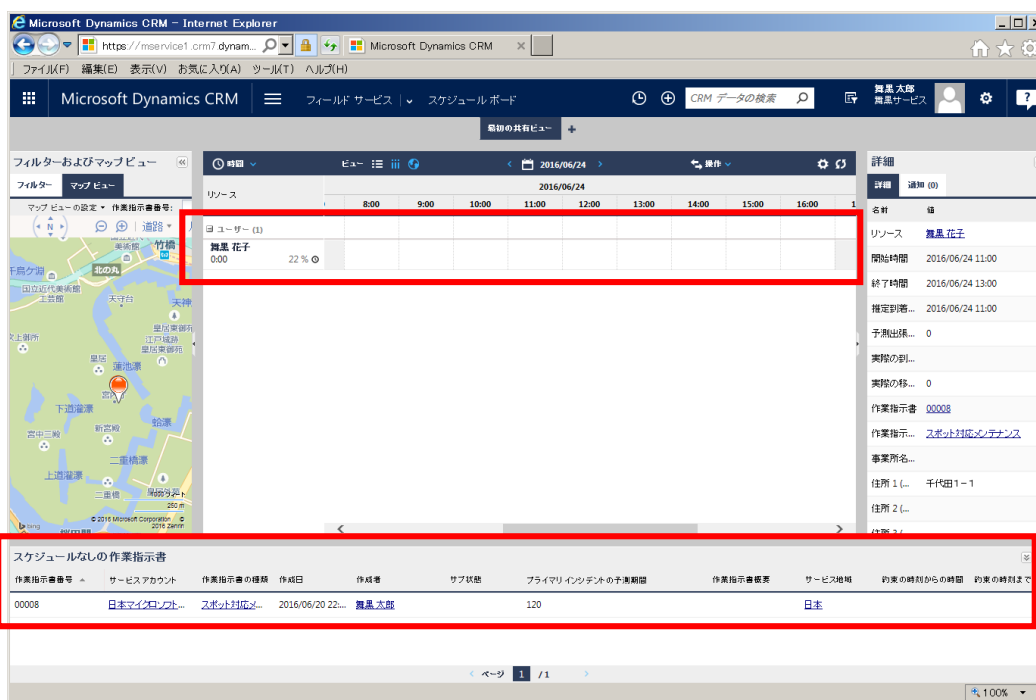 Microsoft Dynamics CRM - Internet Explorer
https://mservice1.crm7.dynam...
Microsoft Dynamics CRM
ファイル(F) 編集(E) 表示(V) お気に入り(A) ツール(T) ヘルプ(H)
Microsoft Dynamics CRM
フィールド サービス
スケジュール ボード
CRM データの検索
舞黒 太郎
舞黒サービス
?
最初の共有ビュー +
フィルターおよびマップ ビュー
フィルター マップ ビュー
マップ ビューの設定 作業指示書番号:
N 道路
竹橋
美術館
北の丸
千鳥ケ淵
国立近代美術館
工芸館
天守台
天神
皇居東御苑
江戸城跡
皇居東御苑
皇居
蓮池濠
下道灌濠
宮中三殿
新宮殿
蛤濠
二重橋濠
上道灌濠
二重橋
1000フィート
250 m
bing
© 2016 Microsoft Corporation ©
2016 Zenrin
時間
ビュー
2016/06/24
操作
リソース
2016/06/24
8:00 9:00 10:00 11:00 12:00 13:00 14:00 15:00 16:00 1
ユーザー (1)
舞黒 花子
0:00 22 %
詳細
詳細 通知 (0)
名前 値
リソース 舞黒 花子
開始時間 2016/06/24 11:00
終了時間 2016/06/24 13:00
推定到着... 2016/06/24 11:00
予測出張... 0
実際の到...
実際の移... 0
作業指示書 00008
作業指示... スポット対応メンテナンス
事業所名...
住所 1 (... 千代田1-1
住所 2 (...
スケジュールなしの作業指示書
作業指示書番号 サービス アカウント 作業指示書の種類 作成日 作成者 サブ状態 プライマリ インシデントの予測期間 作業指示書概要 サービス地域 約束の時刻からの時間 約束の時刻まで
00008 日本マイクロソフト... スポット対応メ... 2016/06/20 22:... 舞黒 太郎 120 日本
ページ 1 /1
100%